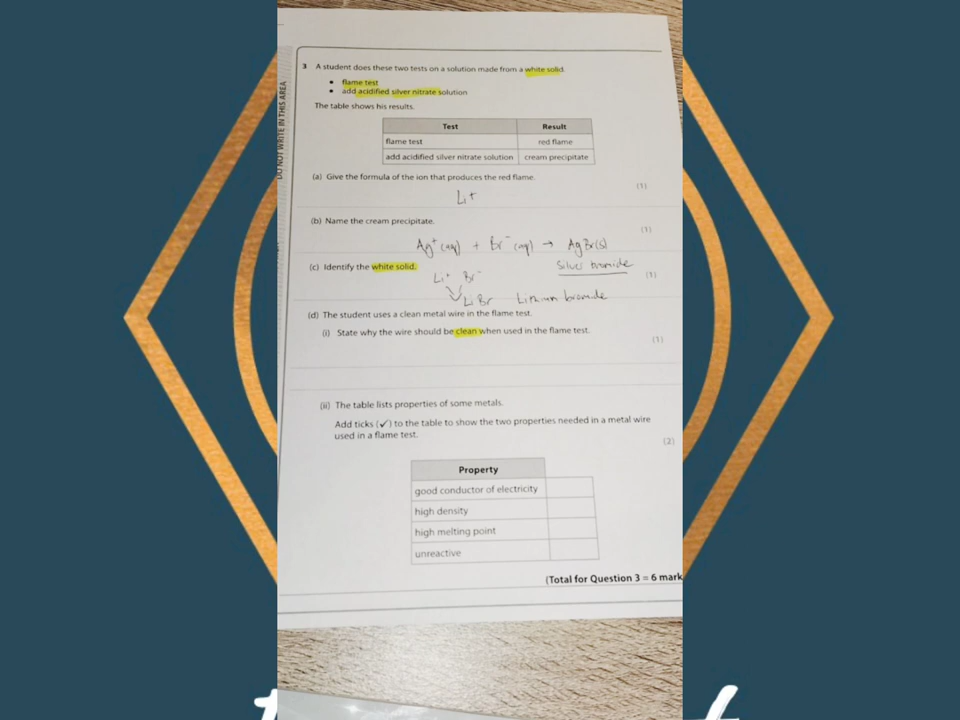 DO NOT WRITE IN THIS AREA
3 A student does these two tests on a solution made from a white solid.
• flame test
• add acidified silver nitrate solution
The table shows his results.
Test Result
flame test red flame
add acidified silver nitrate solution cream precipitate
(a) Give the formula of the ion that produces the red flame.
(1)
Li+
(b) Name the cream precipitate.
(1)
Ag+ (aq) + Br- (aq) → AgBr(s)
Silver bromide
(c) Identify the white solid.
(1)
Li+ Br-
LiBr Lithium bromide
(d) The student uses a clean metal wire in the flame test.
(i) State why the wire should be clean when used in the flame test.
(1)
(ii) The table lists properties of some metals.
Add ticks (✓) to the table to show the two properties needed in a metal wire
used in a flame test.
(2)
Property
good conductor of electricity
high density
high melting point
unreactive
(Total for Question 3 = 6 mark